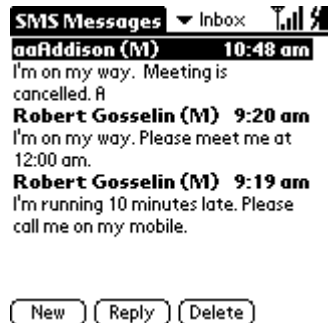 SMS Messages Inbox
aaAddison (M) 10:48 am
I'm on my way. Meeting is
cancelled. A
Robert Gosselin (M) 9:20 am
I'm on my way. Please meet me at
12:00 am.
Robert Gosselin (M) 9:19 am
I'm running 10 minutes late. Please
call me on my mobile.
New Reply Delete